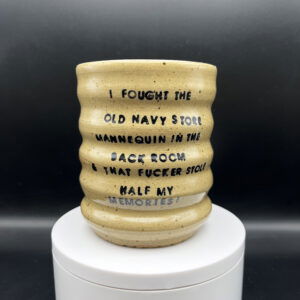 I FOUGHT THE
OLD NAVY STORE
MANNEQUIN IN THE
BACK ROOM
& THAT FUCKER STOLE
HALF MY
MEMORIES!